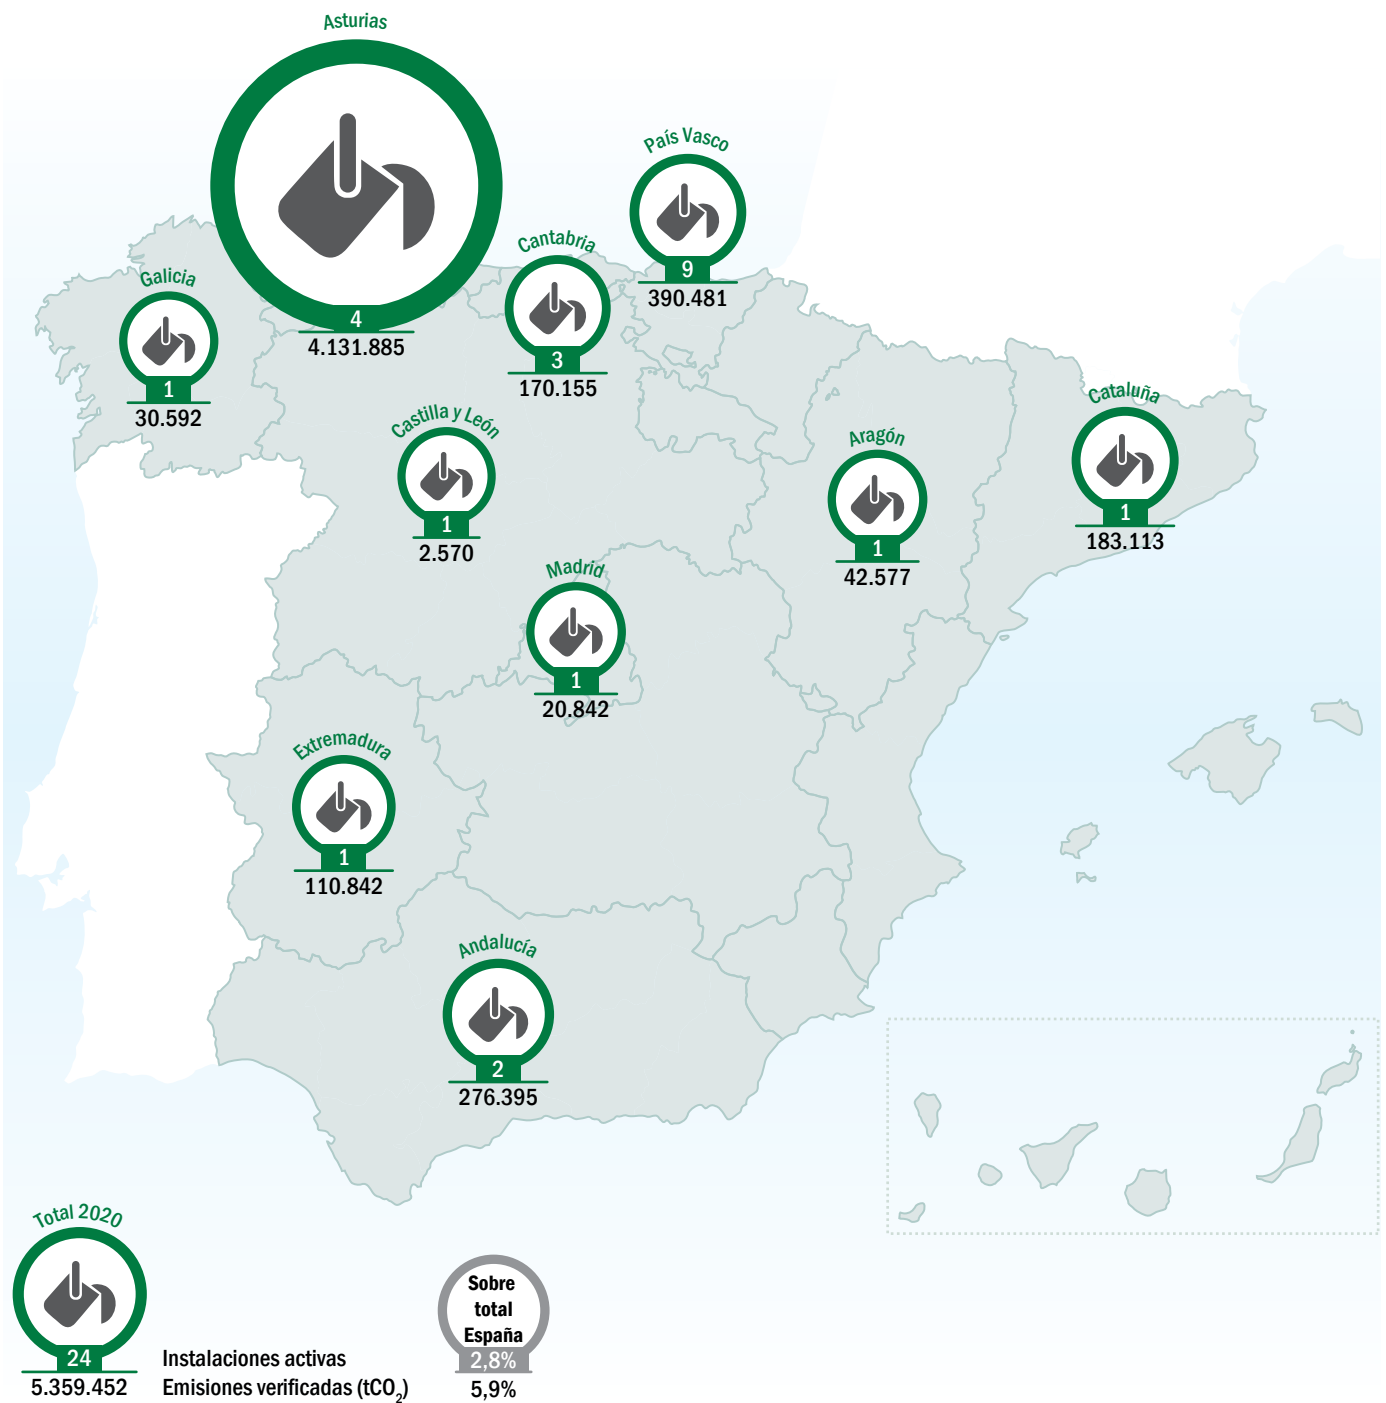 Asturias
4
4.131.885
País Vasco
9
390.481
Cantabria
3
170.155
Galicia
1
30.592
Castilla y León
1
2.570
Aragón
1
42.577
Cataluña
1
183.113
Madrid
1
20.842
Extremadura
1
110.842
Andalucía
2
276.395
Total 2020
24
5.359.452
Instalaciones activas
Emisiones verificadas (tCO₂)
Sobre
total
España
2,8%
5,9%